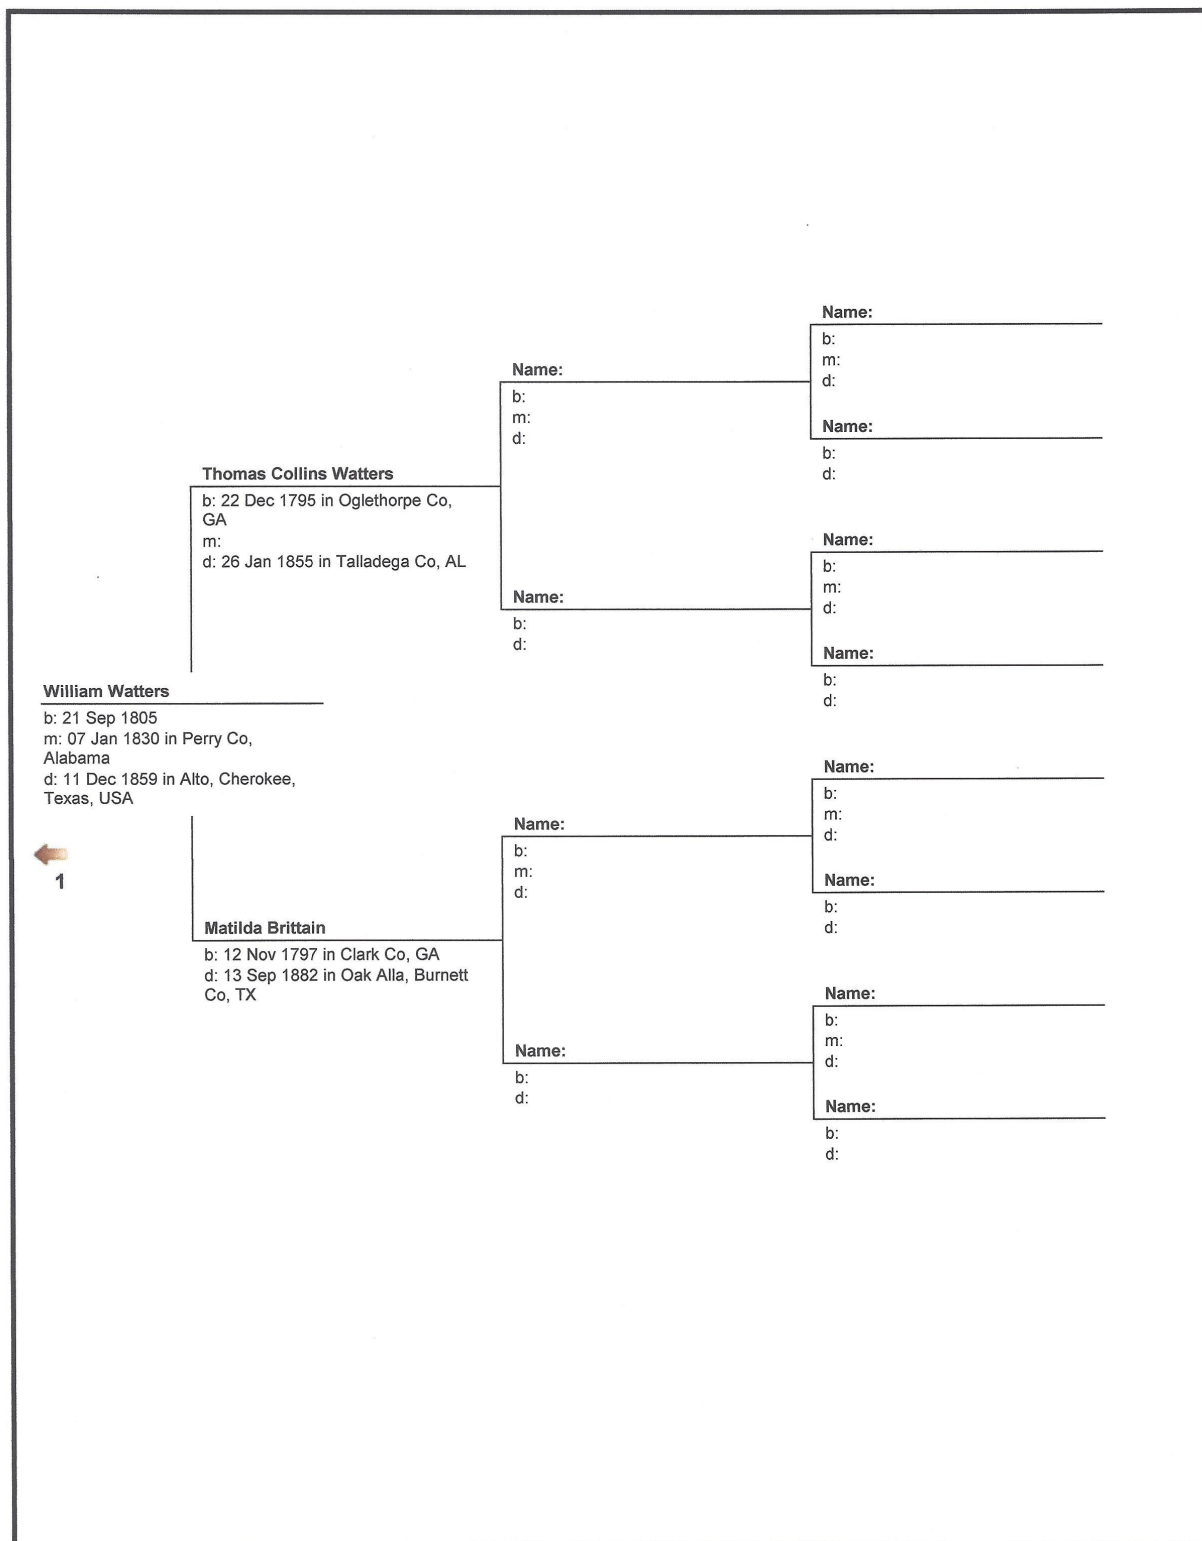 Name:
b:
m:
d:
Name:
b:
m:
d:
Name:
b:
d:
Thomas Collins Watters
b: 22 Dec 1795 in Oglethorpe Co,
GA
m:
d: 26 Jan 1855 in Talladega Co, AL
Name:
b:
m:
d:
Name:
b:
d:
Name:
b:
d:
William Watters
b: 21 Sep 1805
m: 07 Jan 1830 in Perry Co,
Alabama
d: 11 Dec 1859 in Alto, Cherokee,
Texas, USA
1
Name:
b:
m:
d:
Name:
b:
m:
d:
Name:
b:
d:
Matilda Brittain
b: 12 Nov 1797 in Clark Co, GA
d: 13 Sep 1882 in Oak Alla, Burnett
Co, TX
Name:
b:
m:
d:
Name:
b:
d:
Name:
b:
d: